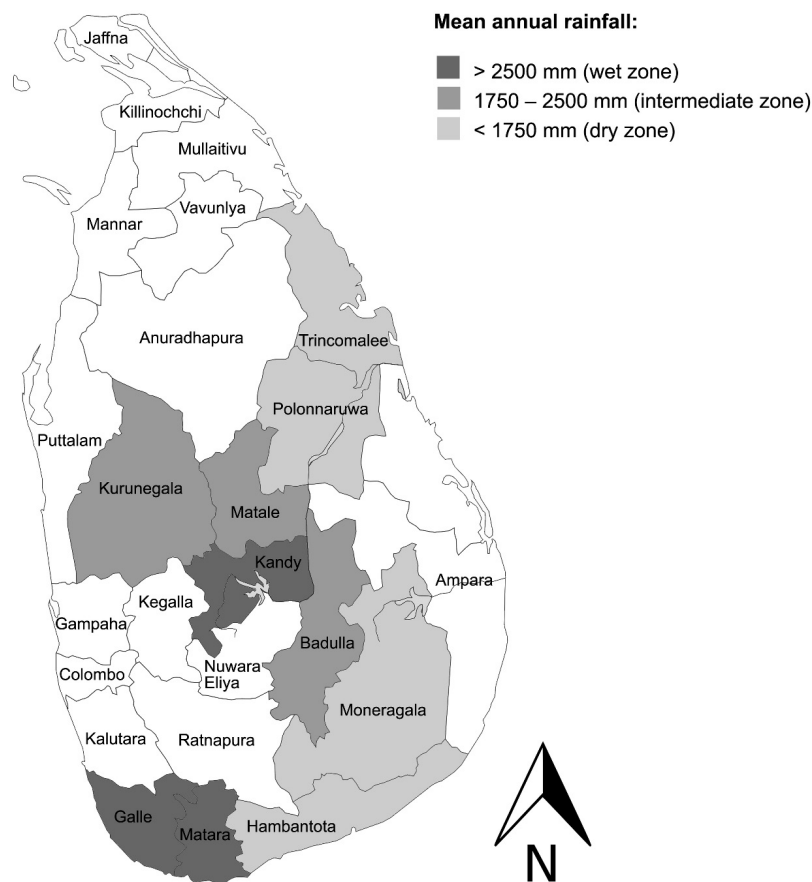 Mean annual rainfall:
> 2500 mm (wet zone)
1750 – 2500 mm (intermediate zone)
< 1750 mm (dry zone)
Jaffna
Killinochchi
Mullaitivu
Vavunlya
Mannar
Anuradhapura
Trincomalee
Polonnaruwa
Puttalam
Kurunegala
Matale
Kandy
Ampara
Kegalla
Gampaha
Badulla
Nuwara
Eliya
Colombo
Moneragala
Kalutara
Ratnapura
Galle
Matara
Hambantota
N